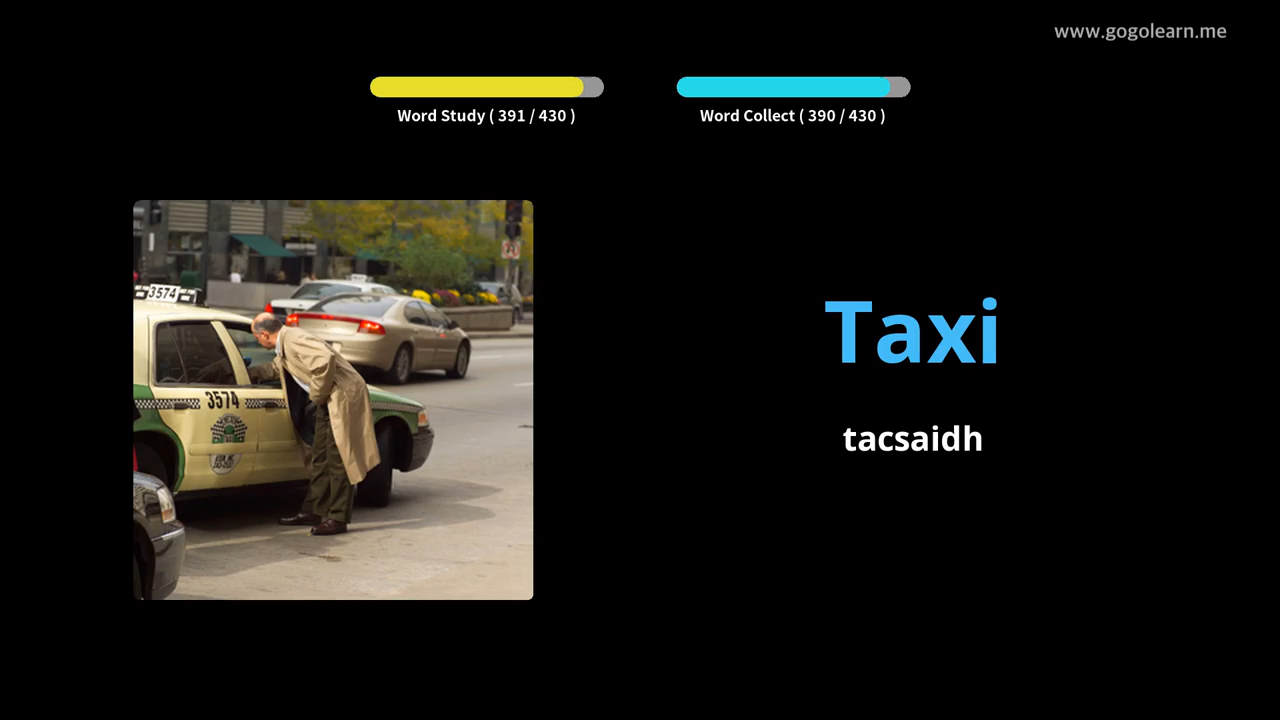 www.gogolearn.me
Word Study ( 391 / 430 )
Word Collect ( 390 / 430 )
3574
3574
Taxi
tacsaidh